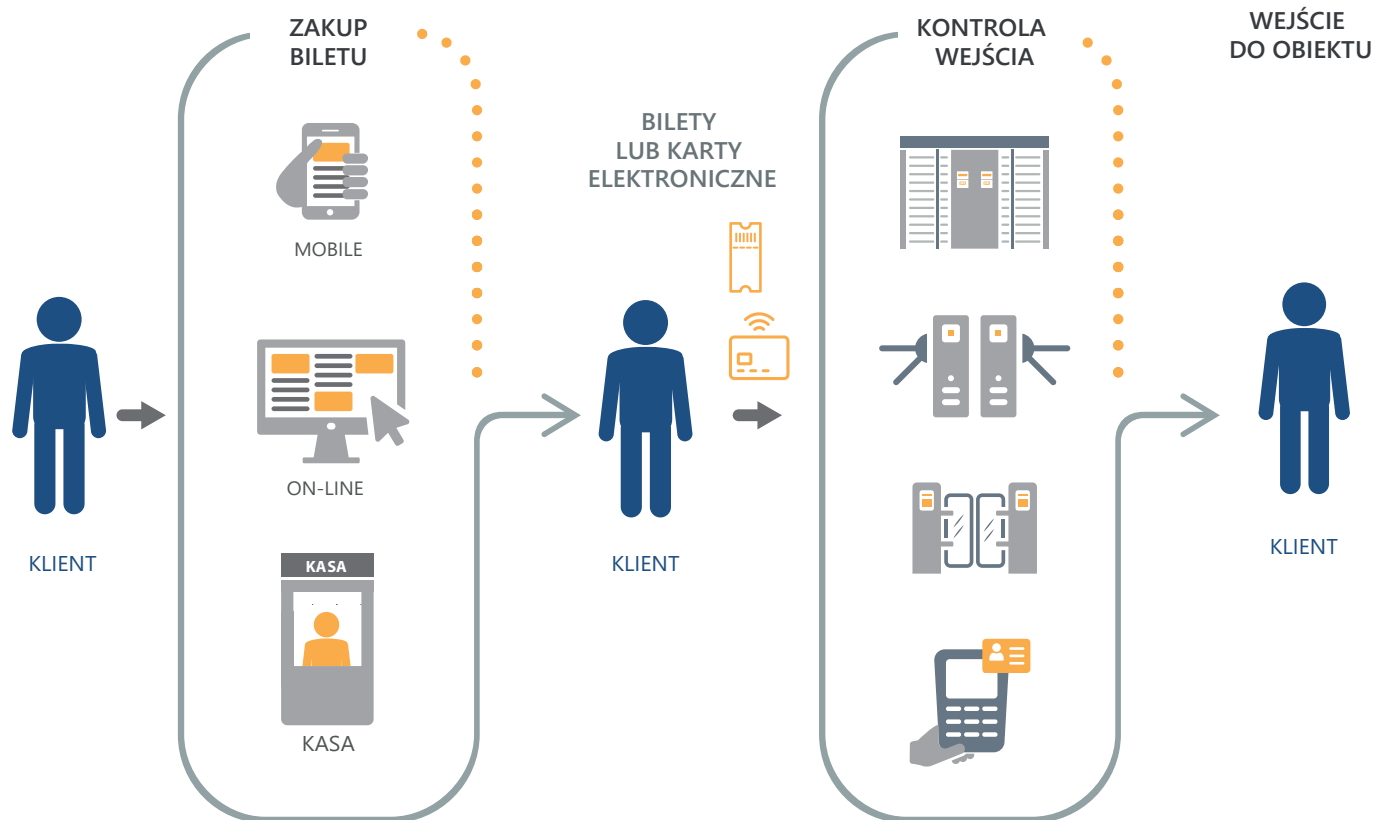 ZAKUP
BILETU
MOBILE
ON-LINE
KASA
KASA
KLIENT
BILETY
LUB KARTY
ELEKTRONICZNE
KLIENT
KONTROLA
WEJŚCIA
WEJŚCIE
DO OBIEKTU
KLIENT